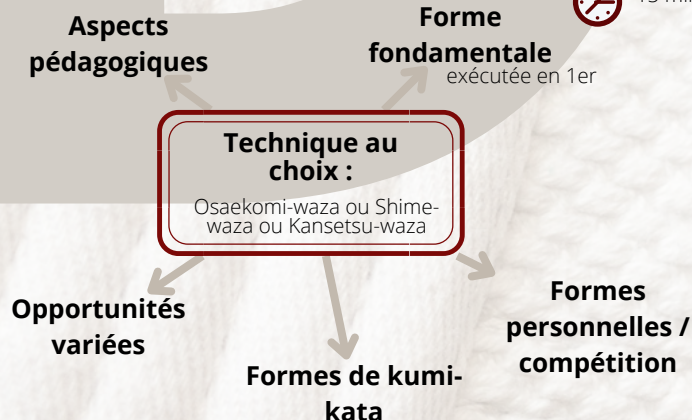 Forme
fondamentale
exécutée en 1er
Aspects
pédagogiques
Technique au
choix :
Osaekomi-waza ou Shime-
waza ou Kansetsu-waza
Opportunités
variées
Formes
personnelles /
compétition
Formes de kumi-
kata